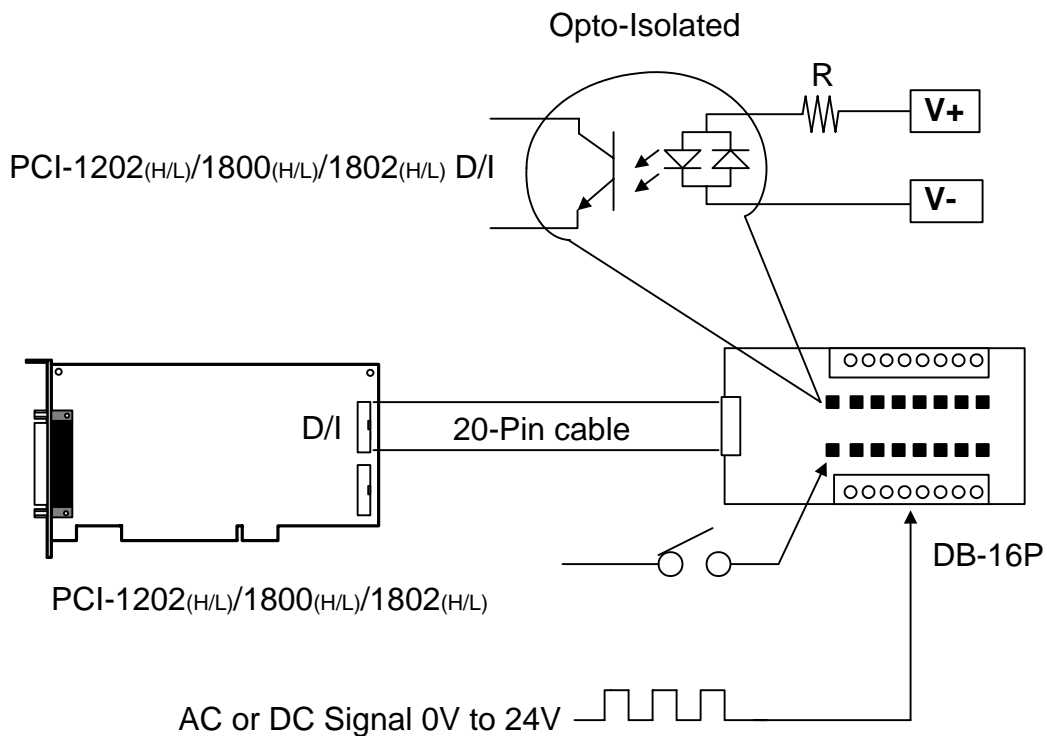 Opto-Isolated
R
V+
PCI-1202(H/L)/1800(H/L)/1802(H/L) D/I
V-
D/I
20-Pin cable
DB-16P
PCI-1202(H/L)/1800(H/L)/1802(H/L)
AC or DC Signal 0V to 24V